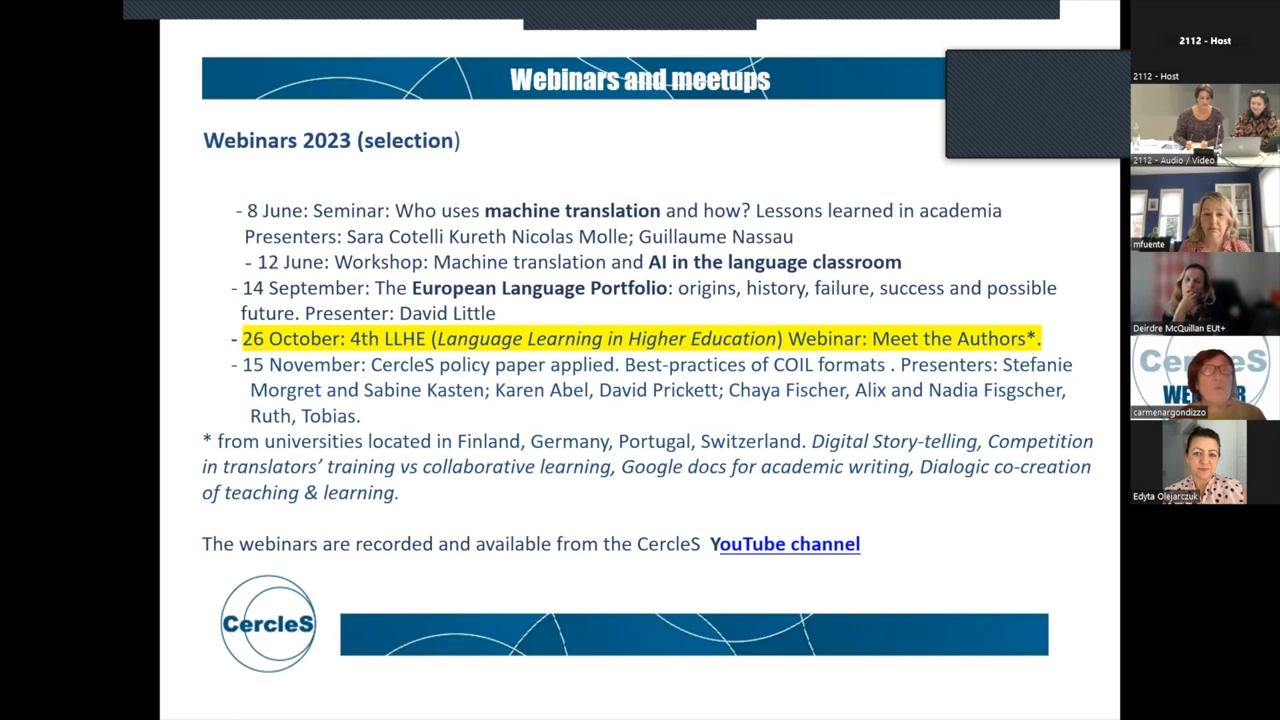 Webinars and meetups
Webinars 2023 (selection)
- 8 June: Seminar: Who uses machine translation and how? Lessons learned in academia
Presenters: Sara Cotelli Kureth Nicolas Molle; Guillaume Nassau
- 12 June: Workshop: Machine translation and AI in the language classroom
- 14 September: The European Language Portfolio: origins, history, failure, success and possible
future. Presenter: David Little
- 26 October: 4th LLHE (Language Learning in Higher Education) Webinar: Meet the Authors*.
- 15 November: CercleS policy paper applied. Best-practices of COIL formats . Presenters: Stefanie
Morgret and Sabine Kasten; Karen Abel, David Prickett; Chaya Fischer, Alix and Nadia Fisgscher,
Ruth, Tobias.
* from universities located in Finland, Germany, Portugal, Switzerland. Digital Story-telling, Competition
in translators’ training vs collaborative learning, Google docs for academic writing, Dialogic co-creation
of teaching & learning.
The webinars are recorded and available from the CercleS YouTube channel
CercleS
2112 - Host
2112 - Host
2112 - Audio / Video
mfuente
Deirdre McQuillan EUt+
carmenargondizzo
Edyta Olejarczuk